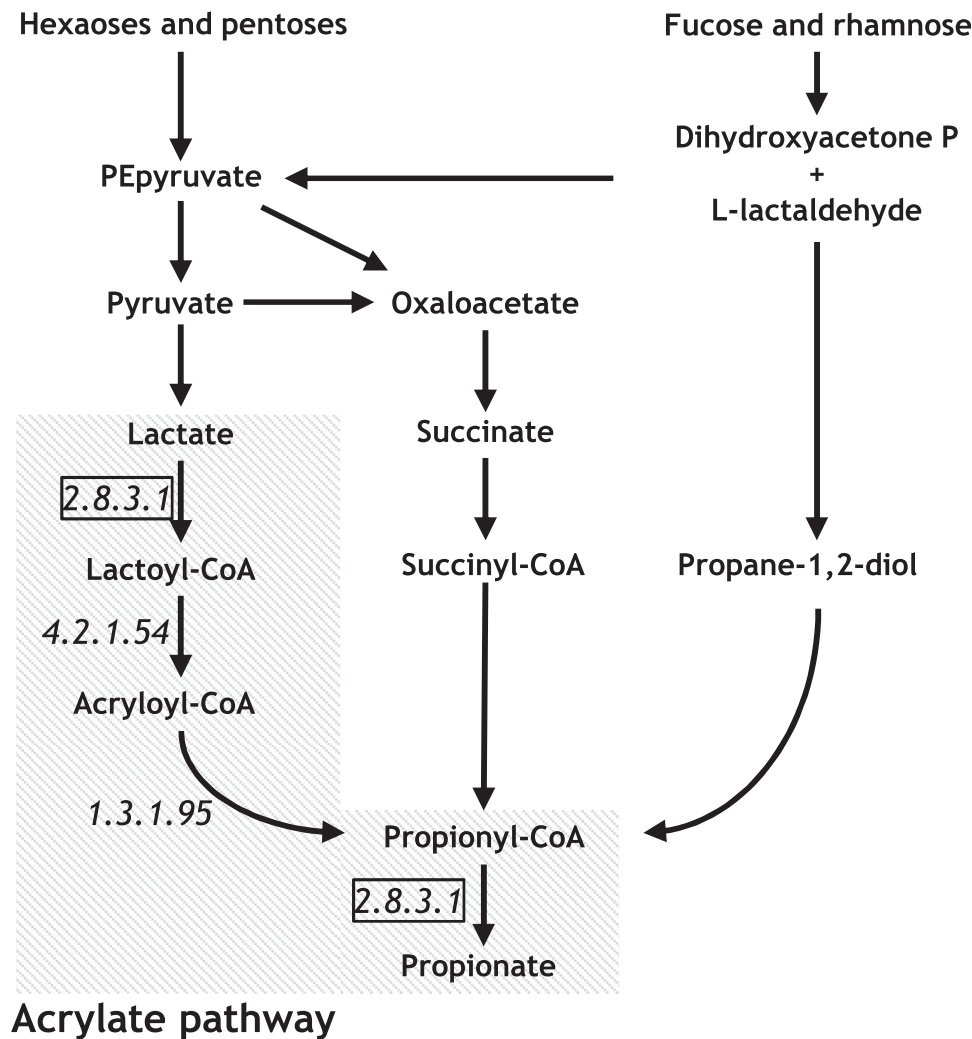 Hexaoses and pentoses
Fucose and rhamnose
Dihydroxyacetone P
+
L-lactaldehyde
PEpyruvate
Pyruvate
Oxaloacetate
Lactate
Succinate
2.8.3.1
Lactoyl-CoA
Succinyl-CoA
Propane-1,2-diol
4.2.1.54
Acryloyl-CoA
1.3.1.95
Propionyl-CoA
2.8.3.1
Propionate
Acrylate pathway